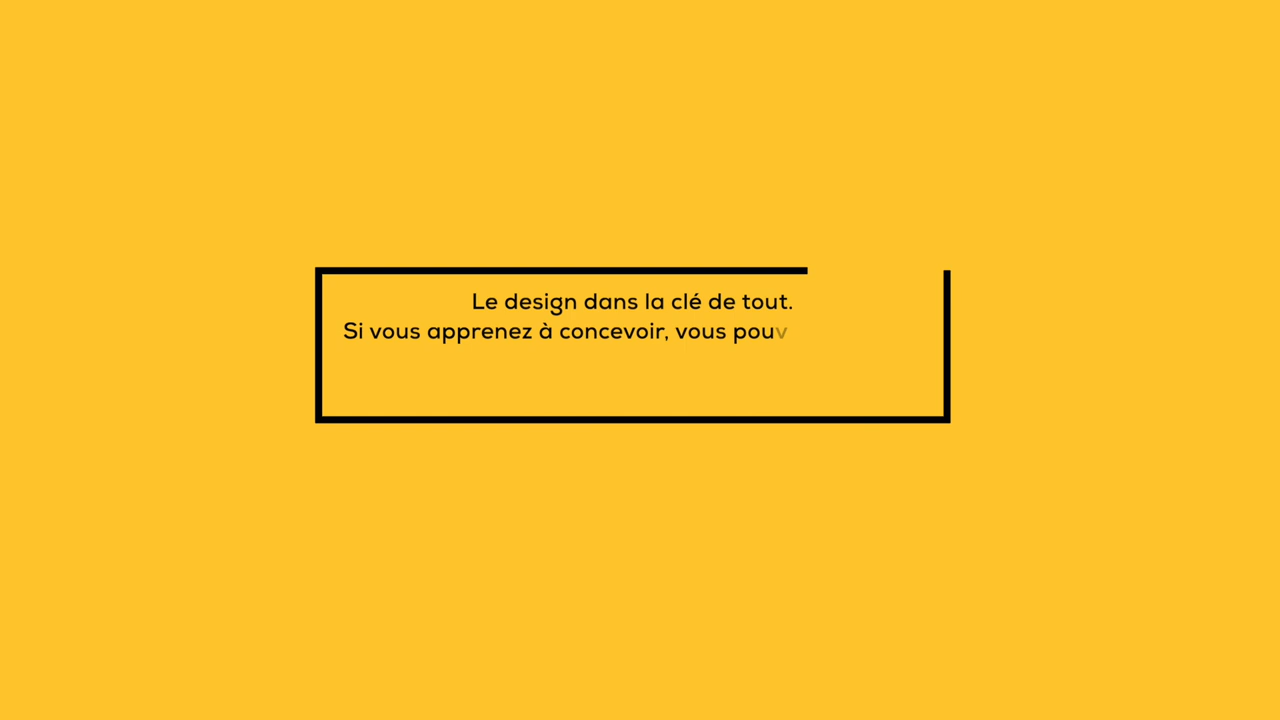 Le design dans la clé de tout.
Si vous apprenez à concevoir, vous pouv